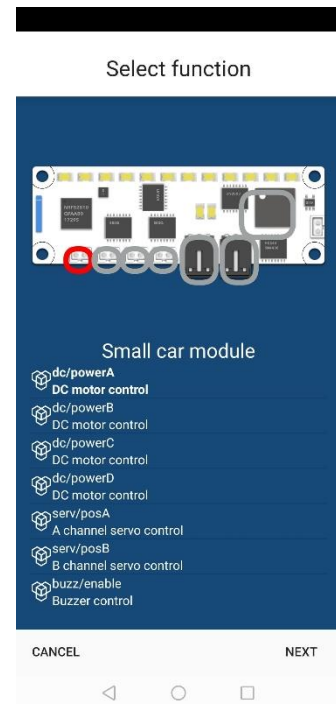 Select function
Small car module
dc/powerA
DC motor control
dc/powerB
DC motor control
dc/powerC
DC motor control
dc/powerD
DC motor control
serv/posA
A channel servo control
serv/posB
B channel servo control
buzz/enable
Buzzer control
CANCEL
NEXT